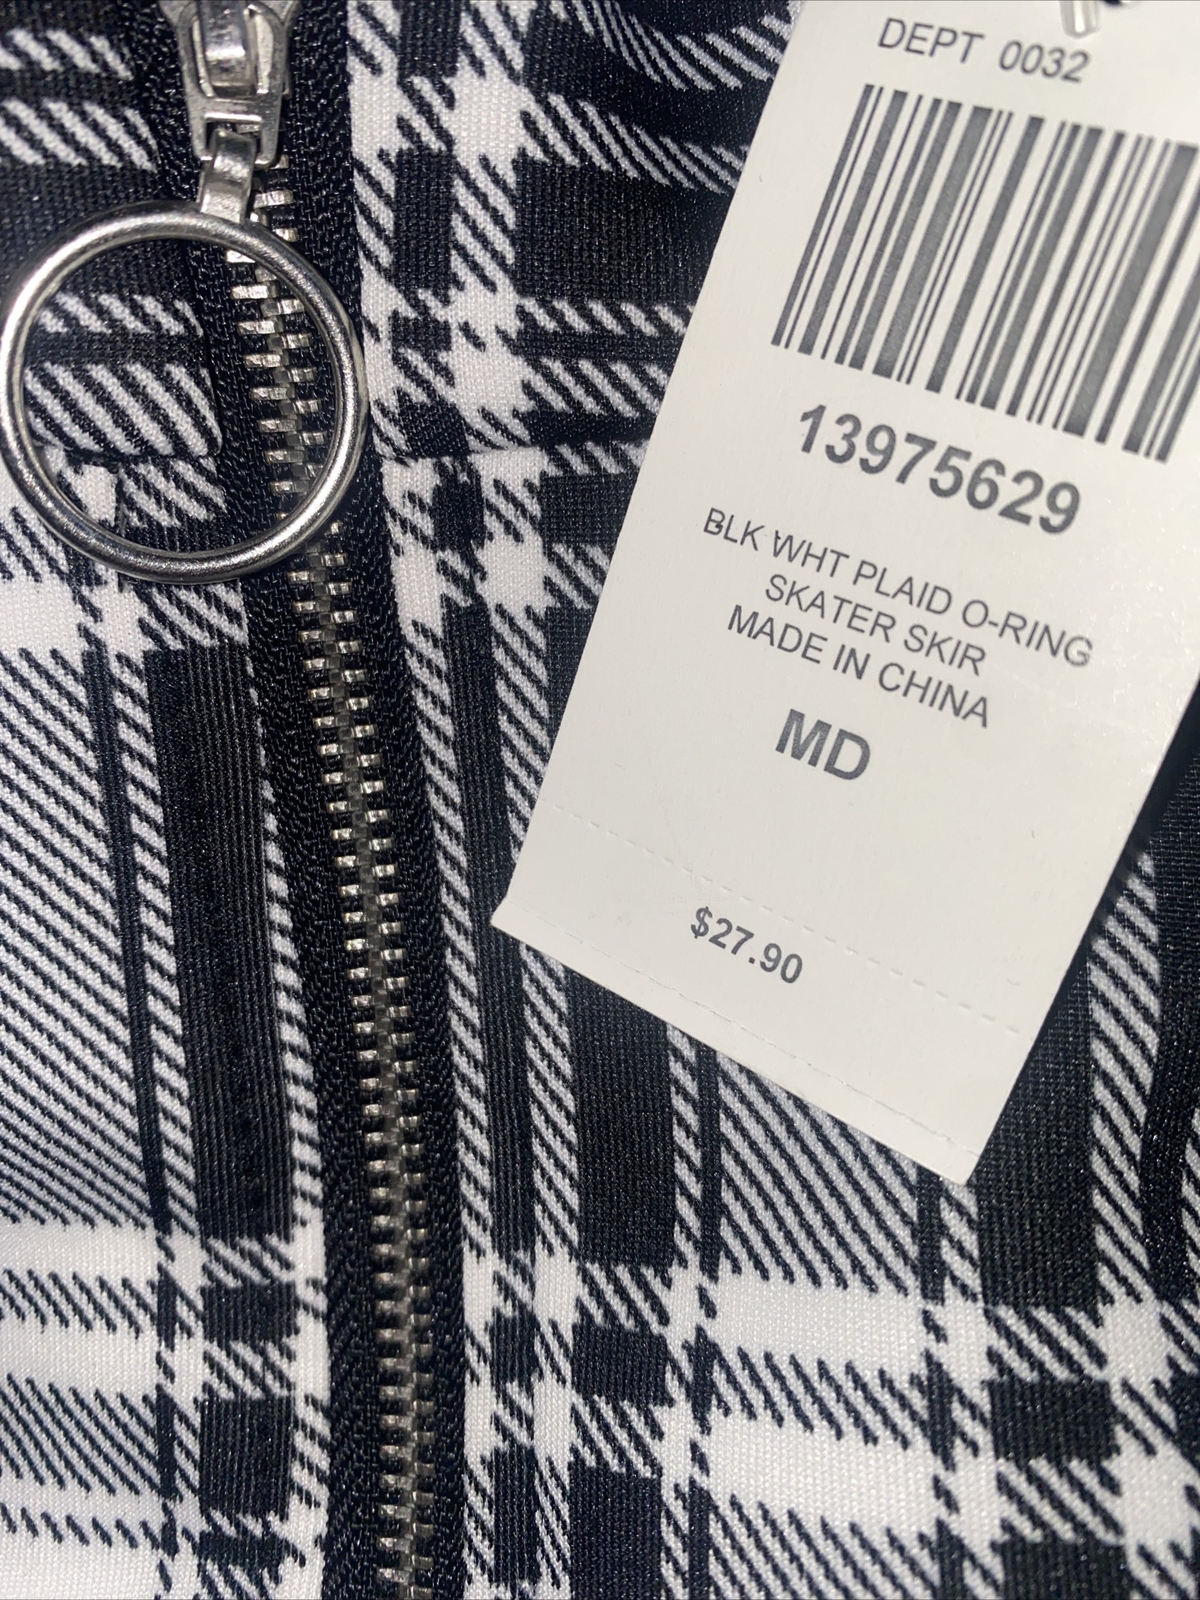 DEPT 0032
13975629
BLK WHT PLAID O-RING
SKATER SKIR
MADE IN CHINA
MD
$27.90